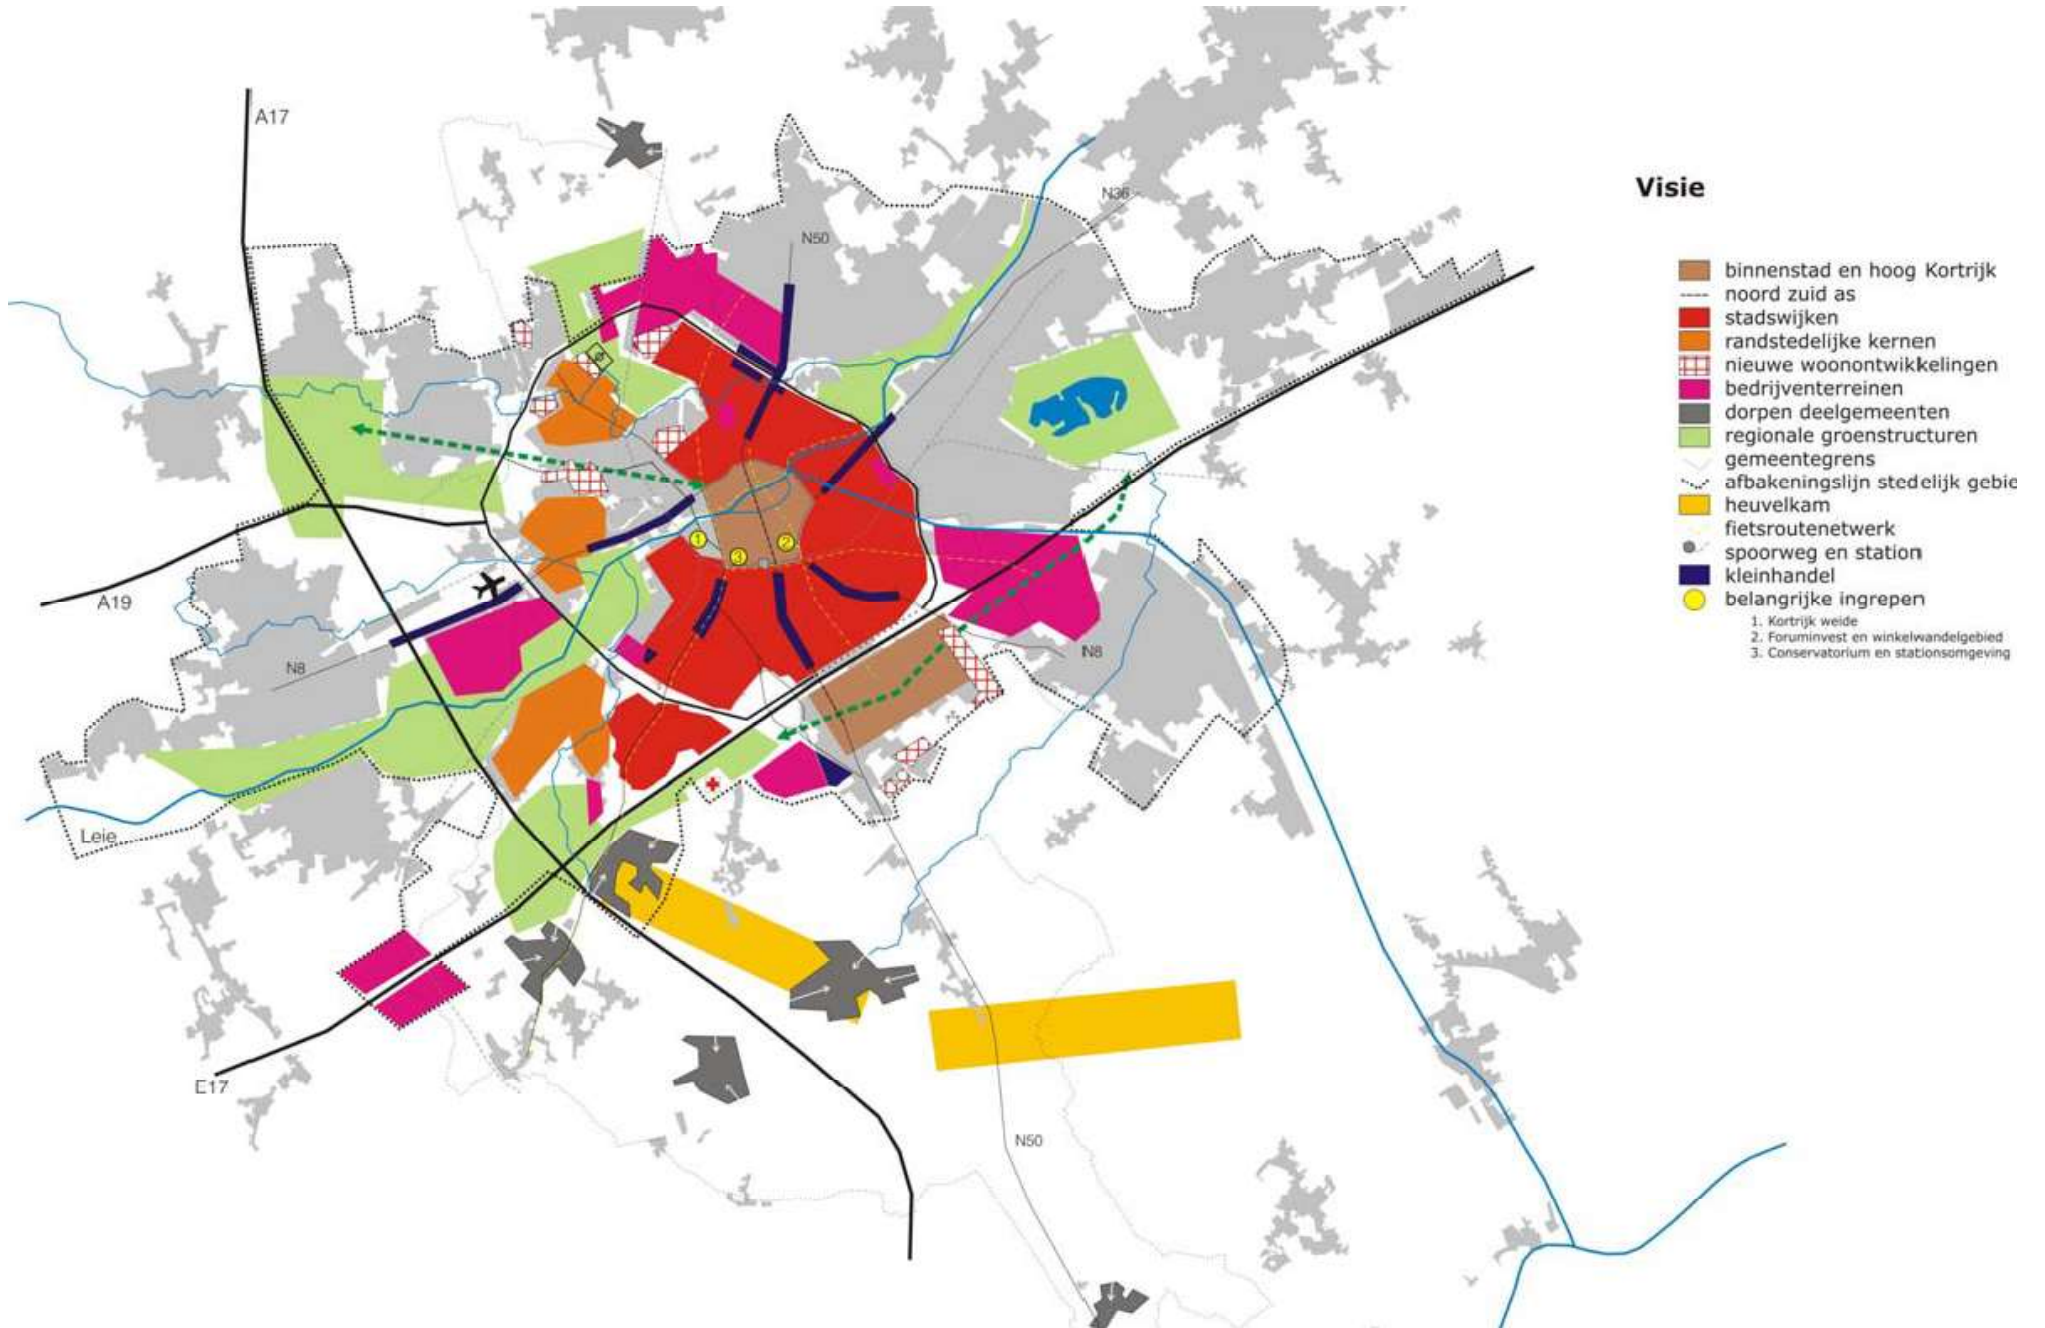 A17
N36
N50
Visie
binnenstad en hoog Kortrijk
noord zuid as
stadswijken
randstedelijke kernen
nieuwe woonontwikkelingen
bedrijventerreinen
dorpen deelgemeenten
regionale groenstructuren
gemeentegrens
afbakeningslijn stedelijk gebie
heuvelkam
fietsroutenetwerk
spoorweg en station
kleinhandel
belangrijke ingrepen
1. Kortrijk weide
2. Foruminvest en winkelwandelgebied
3. Conservatorium en stationsomgeving
1
2
3
A19
N8
N8
Leie
E17
N50